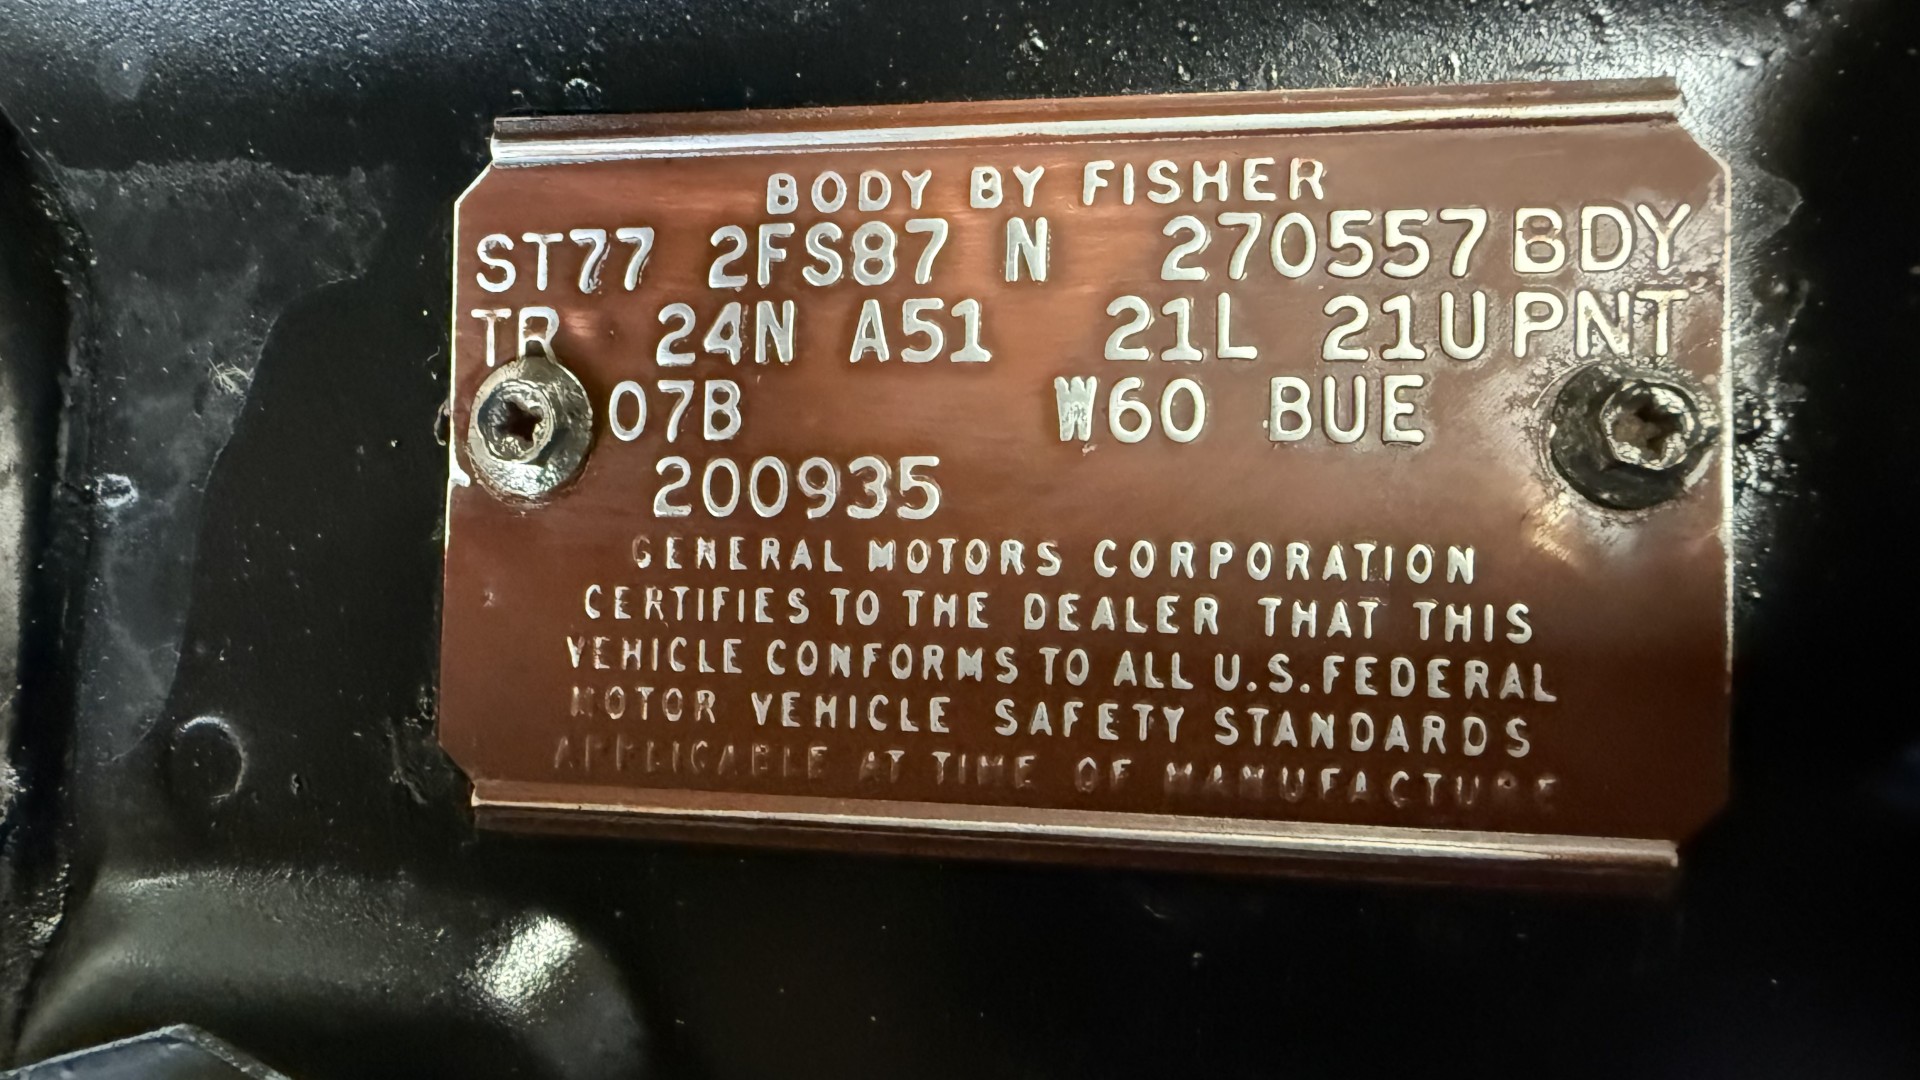 BODY BY FISHER
ST77 2FS87 N 270557 BDY
TR 24N A51 21L 21U PNT
07B W60 BUE
200935
GENERAL MOTORS CORPORATION
CERTIFIES TO THE DEALER THAT THIS
VEHICLE CONFORMS TO ALL U.S. FEDERAL
MOTOR VEHICLE SAFETY STANDARDS
APPLICABLE AT TIME OF MANUFACTURE